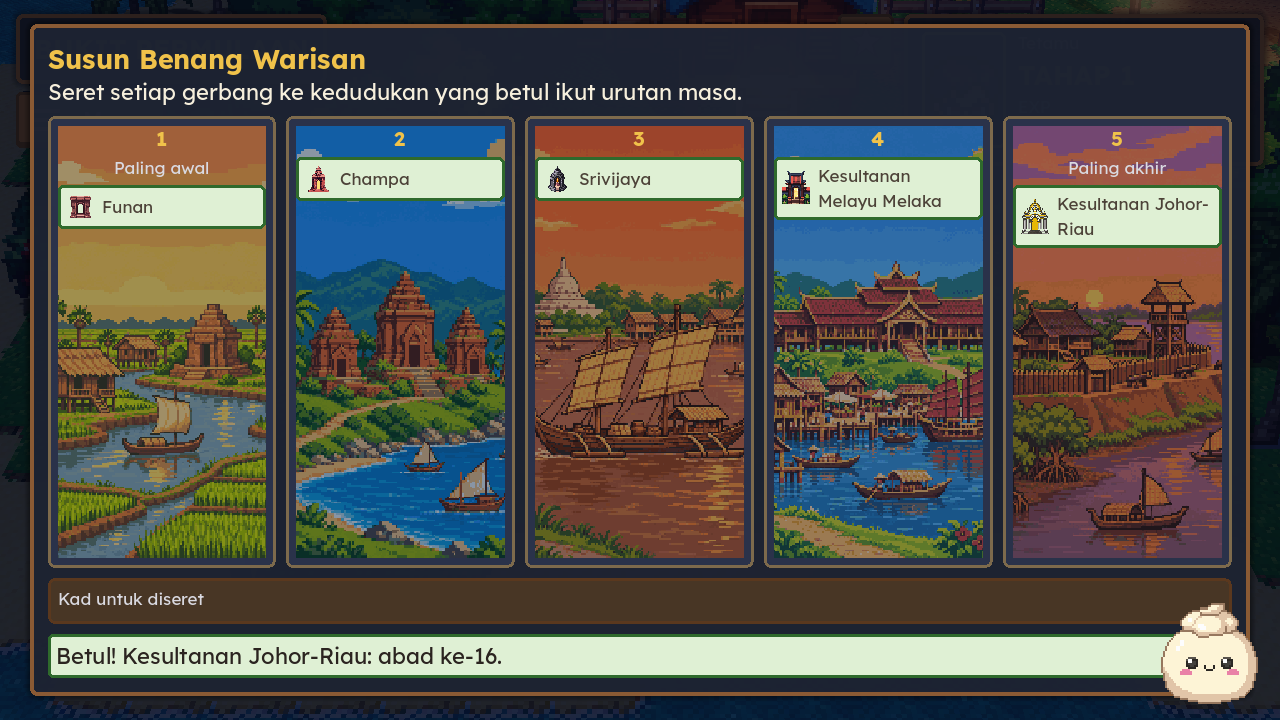 Susun Benang Warisan
Seret setiap gerbang ke kedudukan yang betul ikut urutan masa.
1
Paling awal
Funan
2
Champa
3
Srivijaya
4
Kesultanan
Melayu Melaka
5
Paling akhir
Kesultanan Johor-
Riau
Kad untuk diseret
Betul! Kesultanan Johor-Riau: abad ke-16.